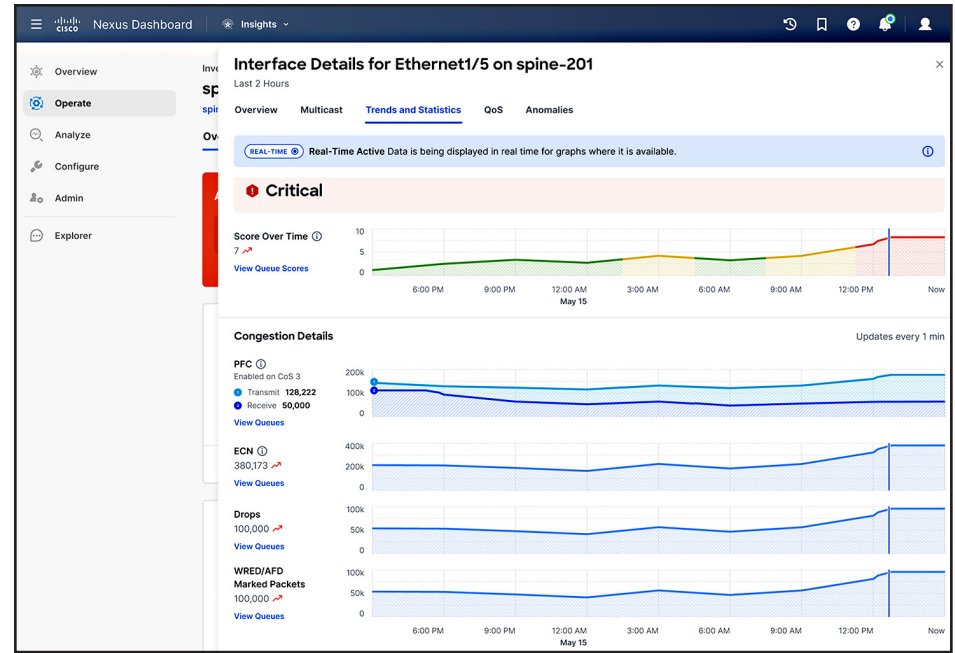 cisco Nexus Dashboard Insights
Overview
Operate
Analyze
Configure
Admin
Explorer
Inve
sp
spir
Ov
A
Interface Details for Ethernet1/5 on spine-201
Last 2 Hours
Overview Multicast Trends and Statistics QoS Anomalies
REAL-TIME Real-Time Active Data is being displayed in real time for graphs where it is available.
Critical
Score Over Time
7
View Queue Scores
10
5
0
6:00 PM 9:00 PM 12:00 AM 3:00 AM 6:00 AM 9:00 AM 12:00 PM Now
May 15
Congestion Details Updates every 1 min
PFC
Enabled on CoS 3
Transmit 128,222
Receive 50,000
View Queues
200k
100k
0
ECN
380,173
View Queues
400k
200k
0
Drops
100,000
View Queues
100k
50k
0
WRED/AFD
Marked Packets
100,000
View Queues
100k
50k
0
6:00 PM 9:00 PM 12:00 AM 3:00 AM 6:00 AM 9:00 AM 12:00 PM Now
May 15